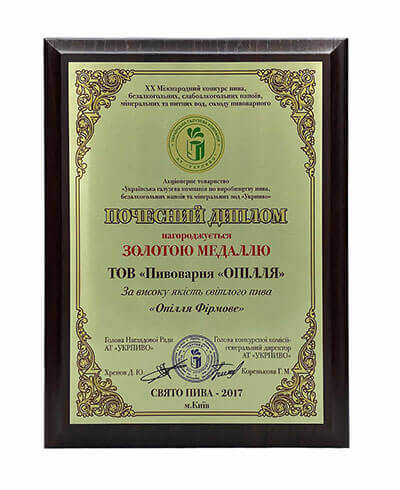 XX Міжнародний конкурс пива,
безалкогольних, слабоалкогольних напоїв,
мінеральних та питних вод, солоду пивоварного
Акціонерне товариство
«Українська галузева компанія по виробництву пива,
безалкогольних напоїв та мінеральних вод «Укрпиво»
ПОЧЕСНИЙ ДИПЛОМ
нагороджується
ЗОЛОТОЮ МЕДАЛЛЮ
ТОВ «Пивоварня «ОПІЛЛЯ»
За високу якість світлого пива
«Опілля Фірмове»
Голова Наглядової Ради
АТ «УКРПИВО»
Хренов Д. Ю.
Голова конкурсної комісії-
генеральний директор
АТ «УКРПИВО»
Коренькова Г. М.
СВЯТО ПИВА - 2017
м.Київ